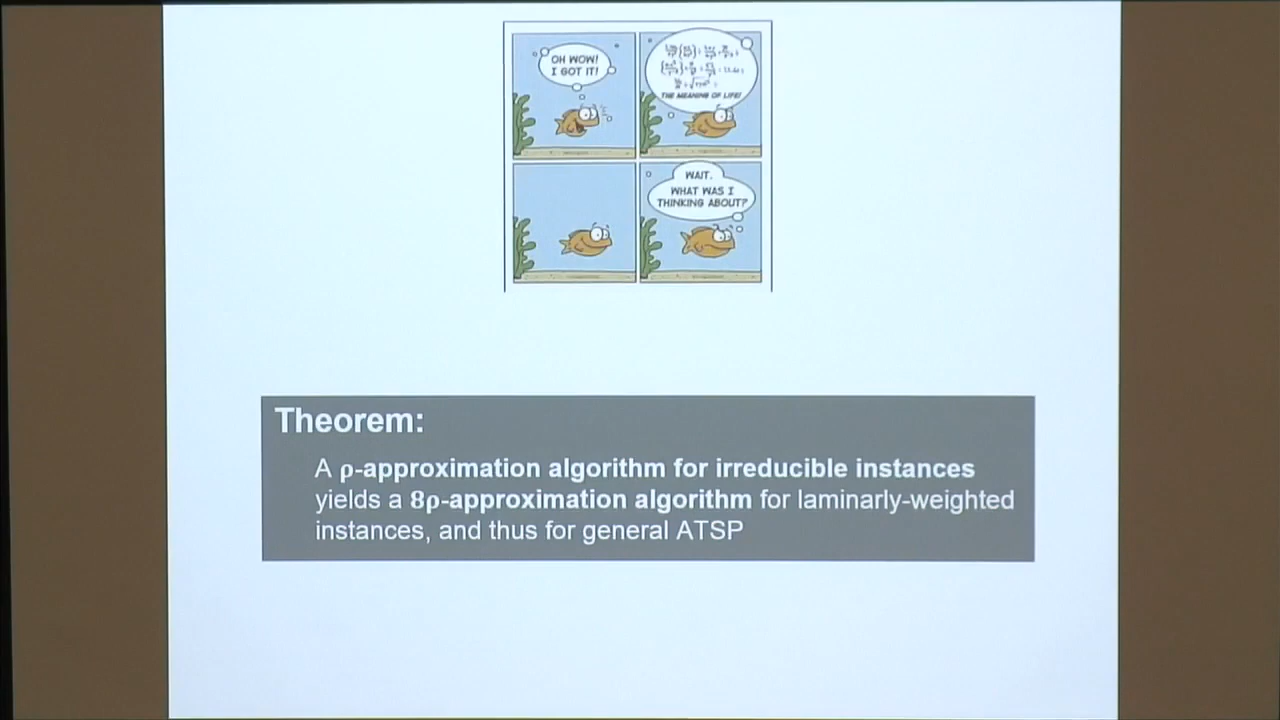 OH WOW!
I GOT IT!
THE MEANING OF LIFE!
WAIT.
WHAT WAS I
THINKING ABOUT?
Theorem:
A ρ-approximation algorithm for irreducible instances
yields a 8ρ-approximation algorithm for laminarly-weighted
instances, and thus for general ATSP